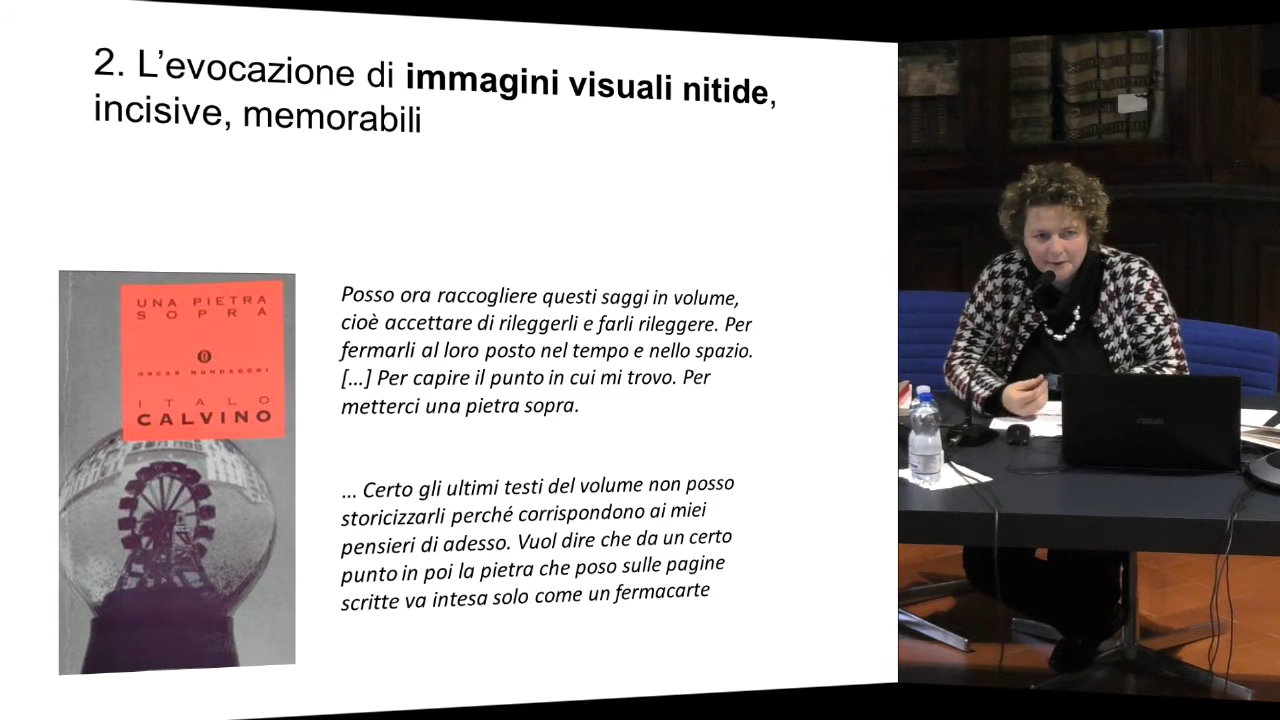 2. L’evocazione di immagini visuali nitide,
incisive, memorabili
UNA PIETRA
SOPRA
OSCAR MONDADORI
ITALO
CALVINO
Posso ora raccogliere questi saggi in volume,
cioè accettare di rileggerli e farli rileggere. Per
fermarli al loro posto nel tempo e nello spazio.
[…] Per capire il punto in cui mi trovo. Per
metterci una pietra sopra.
… Certo gli ultimi testi del volume non posso
storicizzarli perché corrispondono ai miei
pensieri di adesso. Vuol dire che da un certo
punto in poi la pietra che poso sulle pagine
scritte va intesa solo come un fermacarte
ASUS